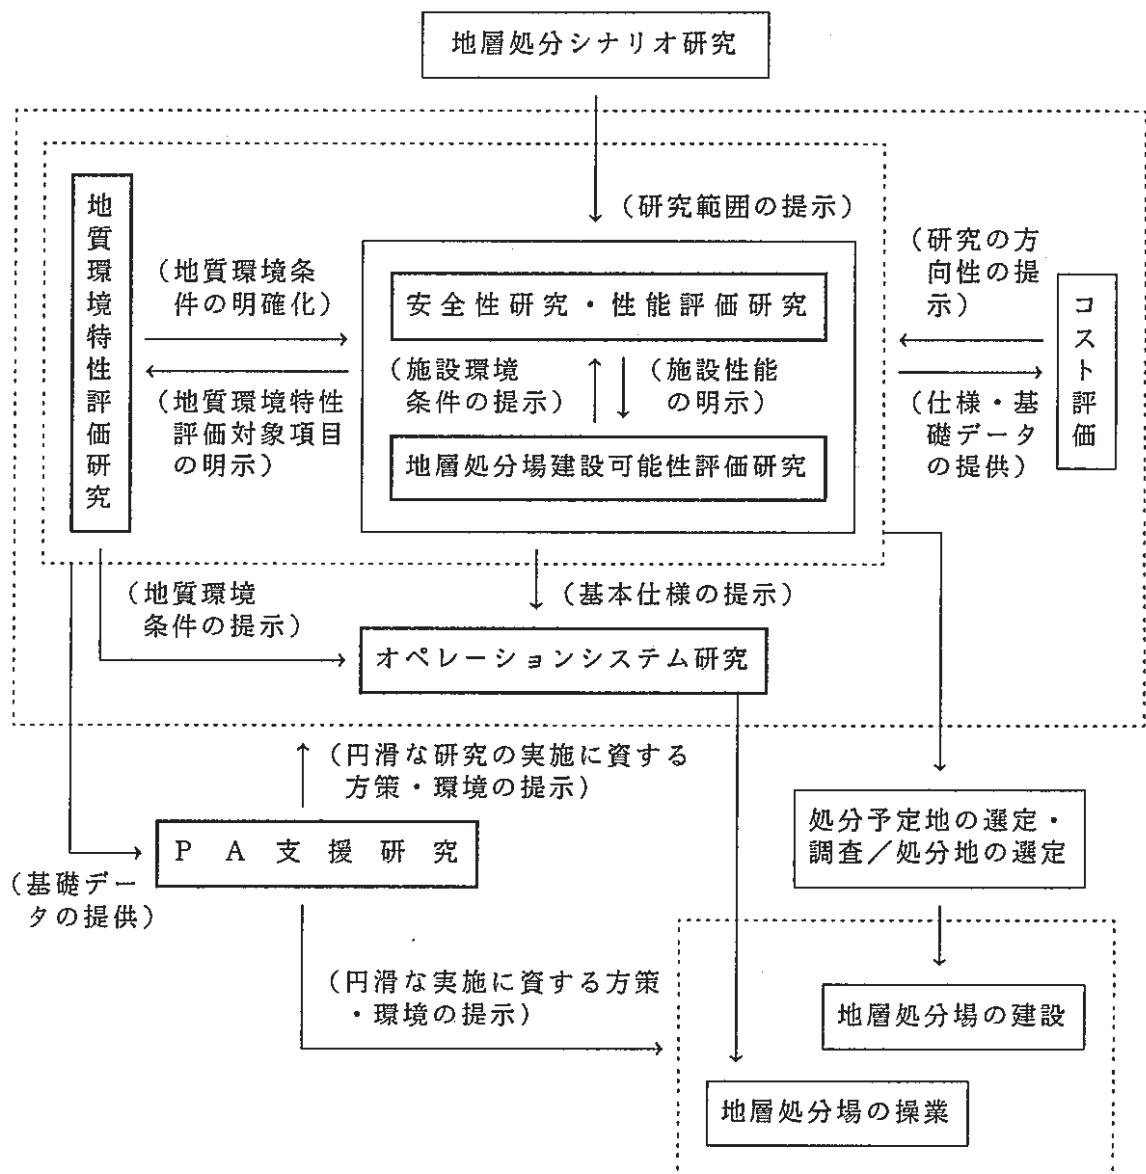 地層処分シナリオ研究
（研究範囲の提示）
地質環境特性評価研究
（地質環境条
件の明確化）
（地質環境特性
評価対象項目
の明示）
安全性研究・性能評価研究
（施設環境
条件の提示）
（施設性能
の明示）
地層処分場建設可能性評価研究
（研究の方
向性の提
示）
（仕様・基
礎データ
の提供）
コスト評価
（地質環境
条件の提示）
（基本仕様の提示）
オペレーションシステム研究
（円滑な研究の実施に資する
方策・環境の提示）
ＰＡ支援研究
（基礎デー
タの提供）
処分予定地の選定・
調査／処分地の選定
（円滑な実施に資する方策
・環境の提示）
地層処分場の建設
地層処分場の操業